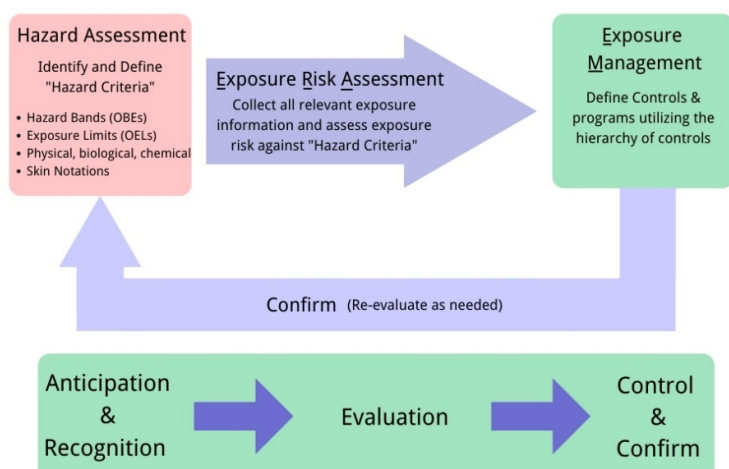 Hazard Assessment
Identify and Define
"Hazard Criteria"
• Hazard Bands (OBEs)
• Exposure Limits (OELs)
• Physical, biological, chemical
• Skin Notations
Exposure Risk Assessment
Collect all relevant exposure
information and assess exposure
risk against "Hazard Criteria"
Exposure
Management
Define Controls &
programs utilizing the
hierarchy of controls
Confirm (Re-evaluate as needed)
Anticipation
&
Recognition
Evaluation
Control
&
Confirm